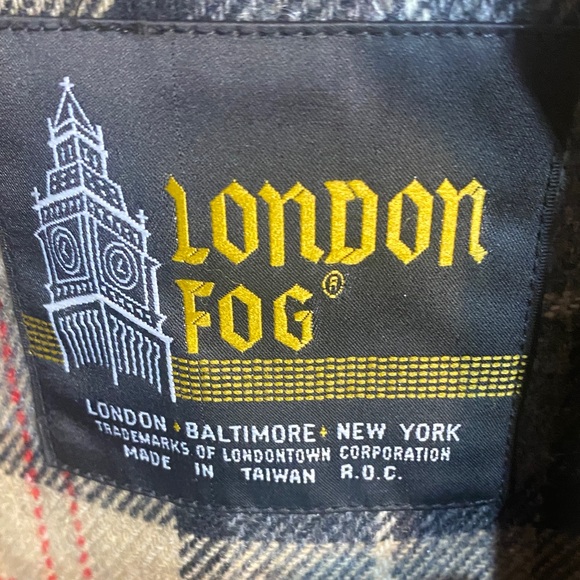 LONDON
FOG®
LONDON ♦ BALTIMORE ♦ NEW YORK
TRADEMARKS OF LONDONTOWN CORPORATION
MADE IN TAIWAN R.O.C.